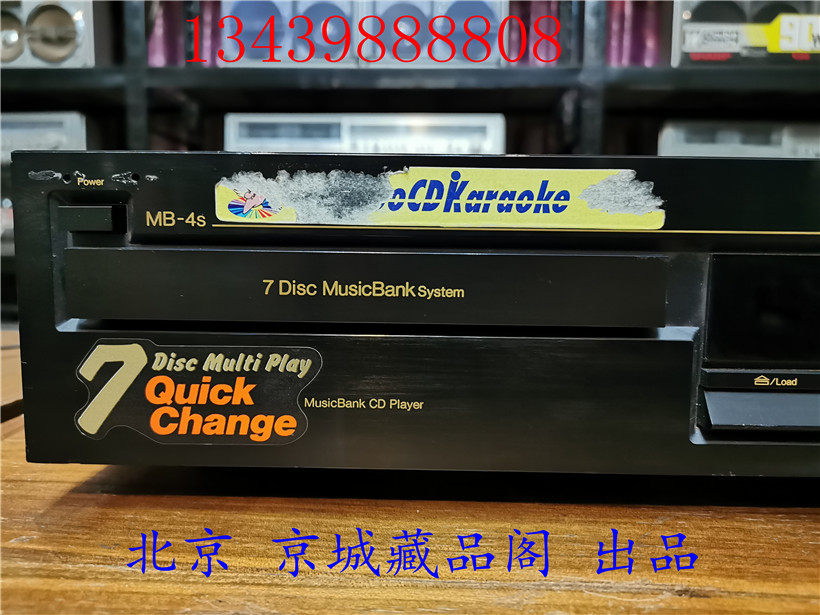 13439888808
Power
MB-4s
oCDKaraoke
7 Disc MusicBank System
7 Disc Multi Play
Quick
Change
MusicBank CD Player
/Load
北京 京城藏品阁 出品